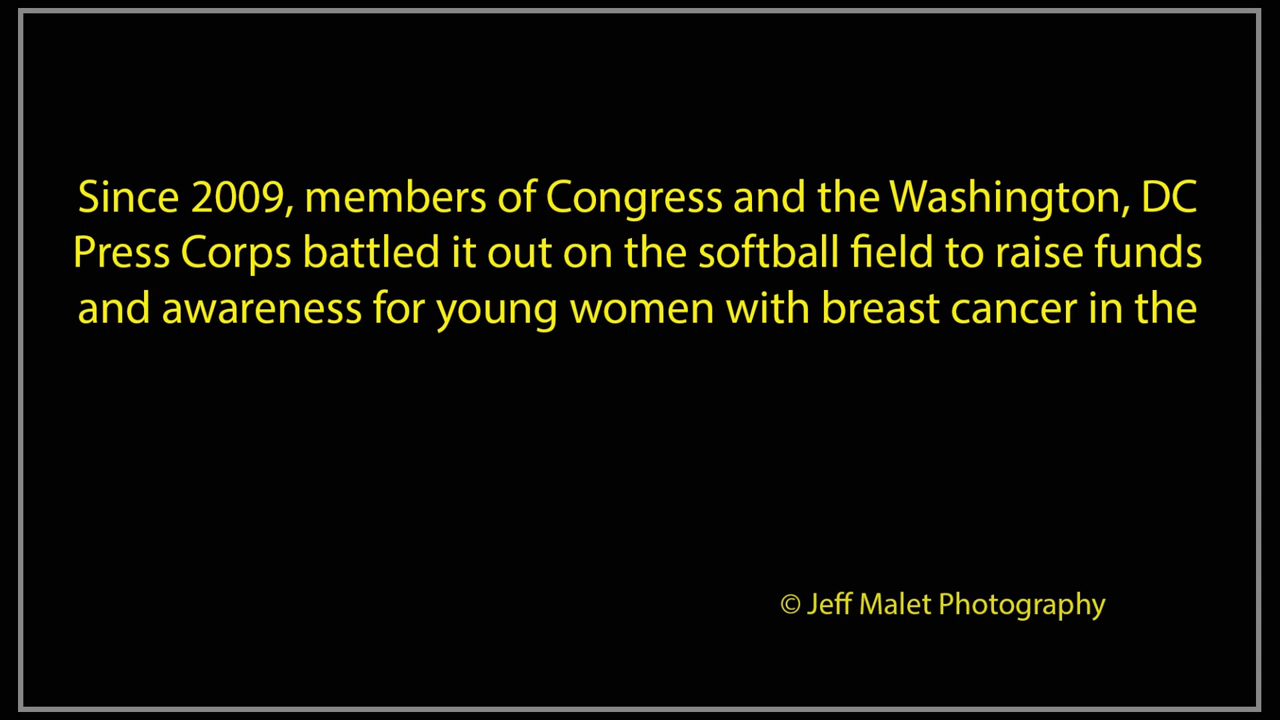 Since 2009, members of Congress and the Washington, DC
Press Corps battled it out on the softball field to raise funds
and awareness for young women with breast cancer in the
© Jeff Malet Photography